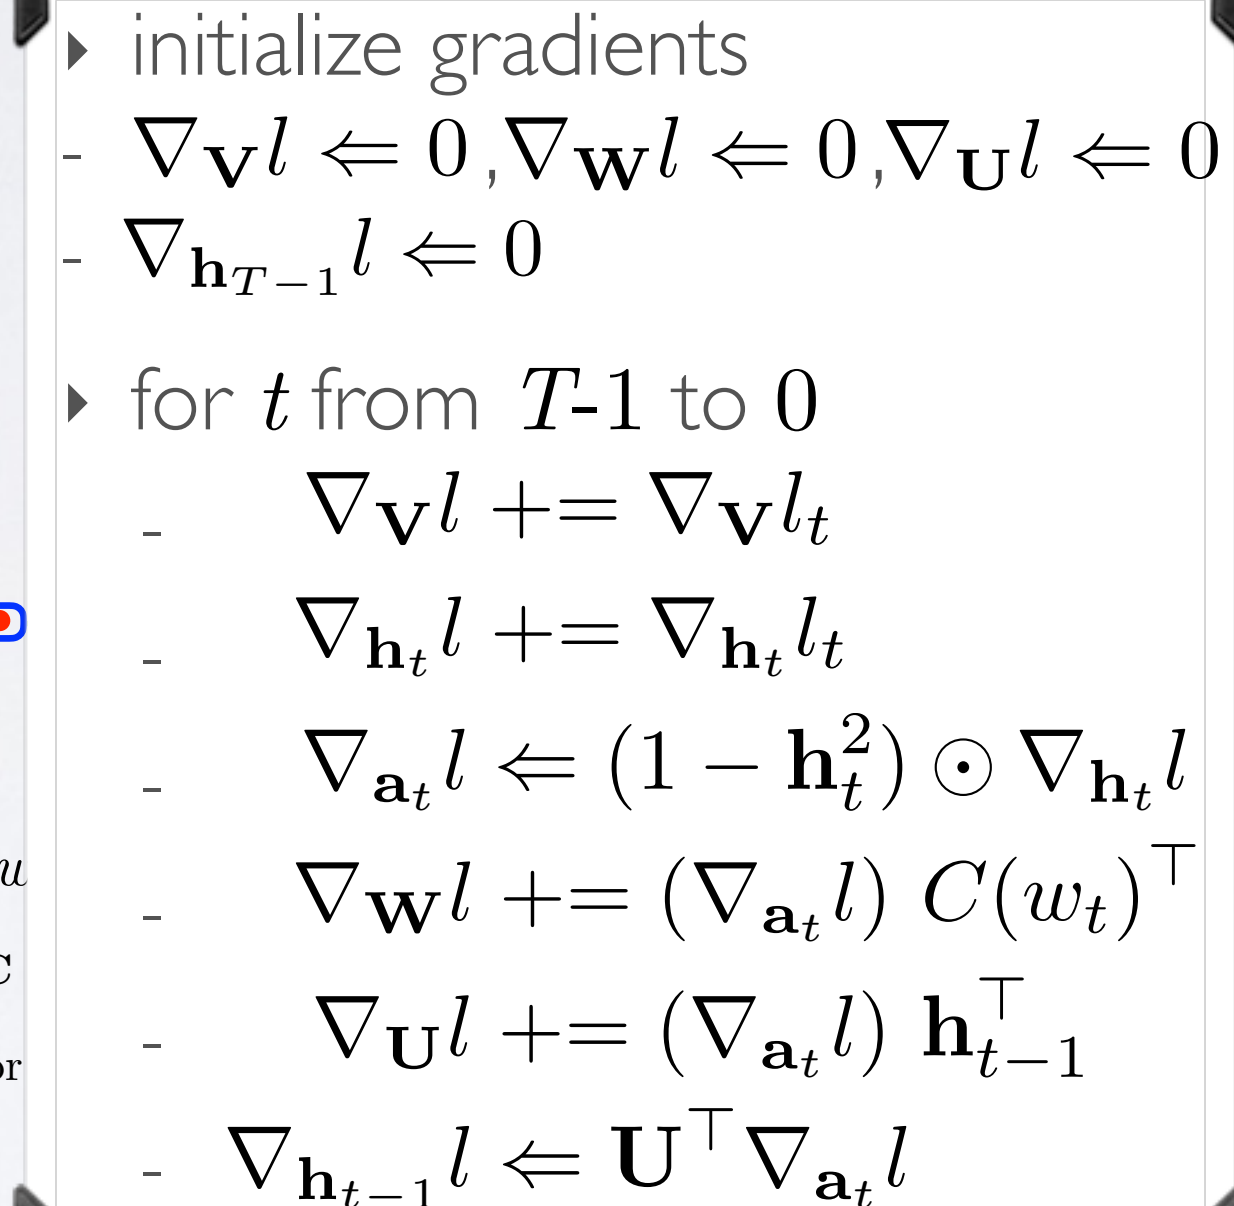 ▸ initialize gradients
- ∇_𝐕 l ⇐ 0 , ∇_𝐖 l ⇐ 0 , ∇_𝐔 l ⇐ 0
- ∇_{𝐡_{T−1}} l ⇐ 0
▸ for t from T-1 to 0
- ∇_𝐕 l += ∇_𝐕 l_t
- ∇_{𝐡_t} l += ∇_{𝐡_t} l_t
- ∇_{𝐚_t} l ⇐ (1 − 𝐡_t^2) ⊙ ∇_{𝐡_t} l
- ∇_𝐖 l += (∇_{𝐚_t} l) C(w_t)^⊤
- ∇_𝐔 l += (∇_{𝐚_t} l) 𝐡_{t−1}^⊤
- ∇_{𝐡_{t−1}} l ⇐ 𝐔^⊤ ∇_{𝐚_t} l